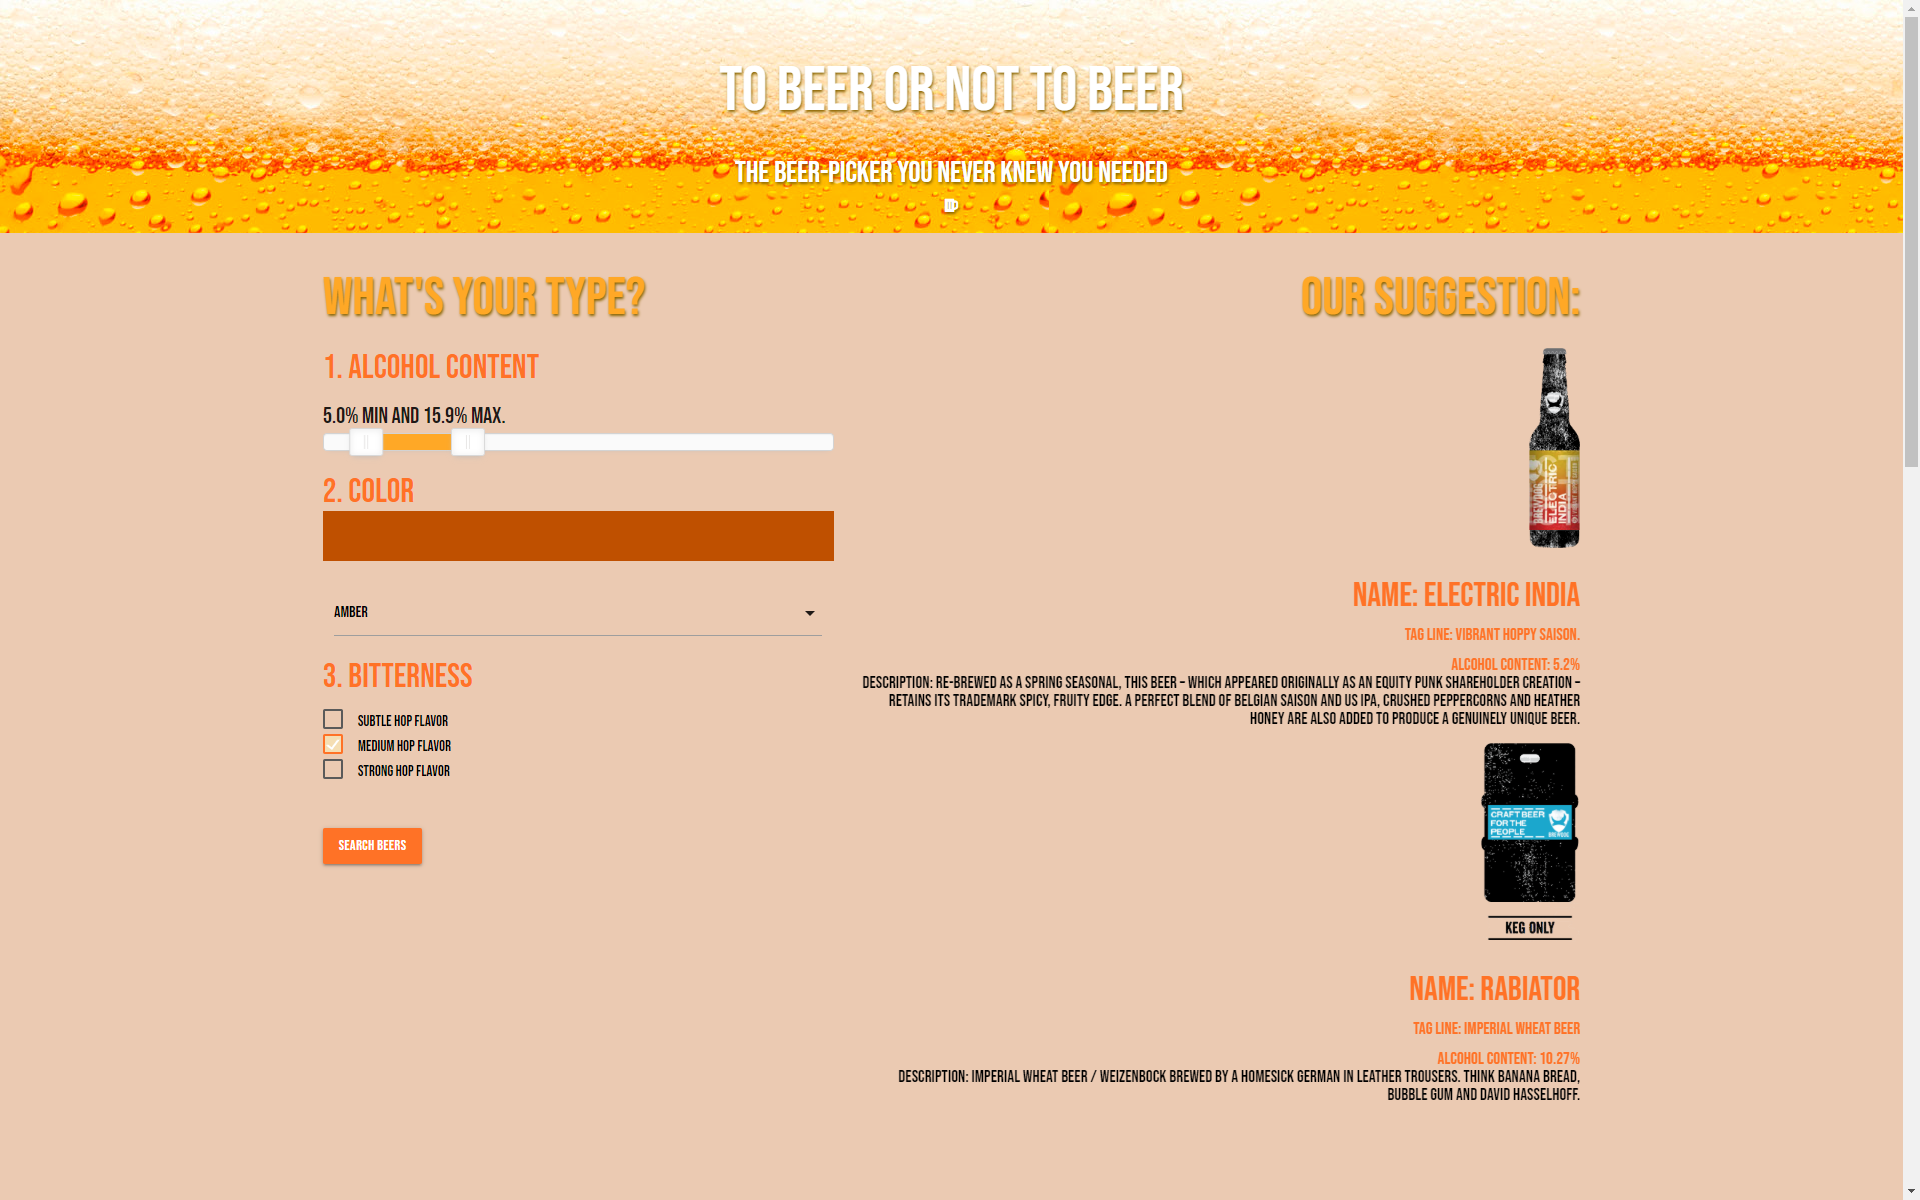 TO BEER OR NOT TO BEER
THE BEER-PICKER YOU NEVER KNEW YOU NEEDED
WHAT'S YOUR TYPE?
1. ALCOHOL CONTENT
5.0% MIN AND 15.9% MAX.
2. COLOR
AMBER
3. BITTERNESS
SUBTLE HOP FLAVOR
MEDIUM HOP FLAVOR
STRONG HOP FLAVOR
SEARCH BEERS
OUR SUGGESTION:
BREWDOG
ELECTRIC
INDIA
NAME: ELECTRIC INDIA
TAG LINE: VIBRANT HOPPY SAISON.
ALCOHOL CONTENT: 5.2%
DESCRIPTION: RE-BREWED AS A SPRING SEASONAL, THIS BEER – WHICH APPEARED ORIGINALLY AS AN EQUITY PUNK SHAREHOLDER CREATION –
RETAINS ITS TRADEMARK SPICY, FRUITY EDGE. A PERFECT BLEND OF BELGIAN SAISON AND US IPA, CRUSHED PEPPERCORNS AND HEATHER
HONEY ARE ALSO ADDED TO PRODUCE A GENUINELY UNIQUE BEER.
CRAFT BEER
FOR THE
PEOPLE
BREWDOG
KEG ONLY
NAME: RABIATOR
TAG LINE: IMPERIAL WHEAT BEER
ALCOHOL CONTENT: 10.27%
DESCRIPTION: IMPERIAL WHEAT BEER / WEIZENBOCK BREWED BY A HOMESICK GERMAN IN LEATHER TROUSERS. THINK BANANA BREAD,
BUBBLE GUM AND DAVID HASSELHOFF.